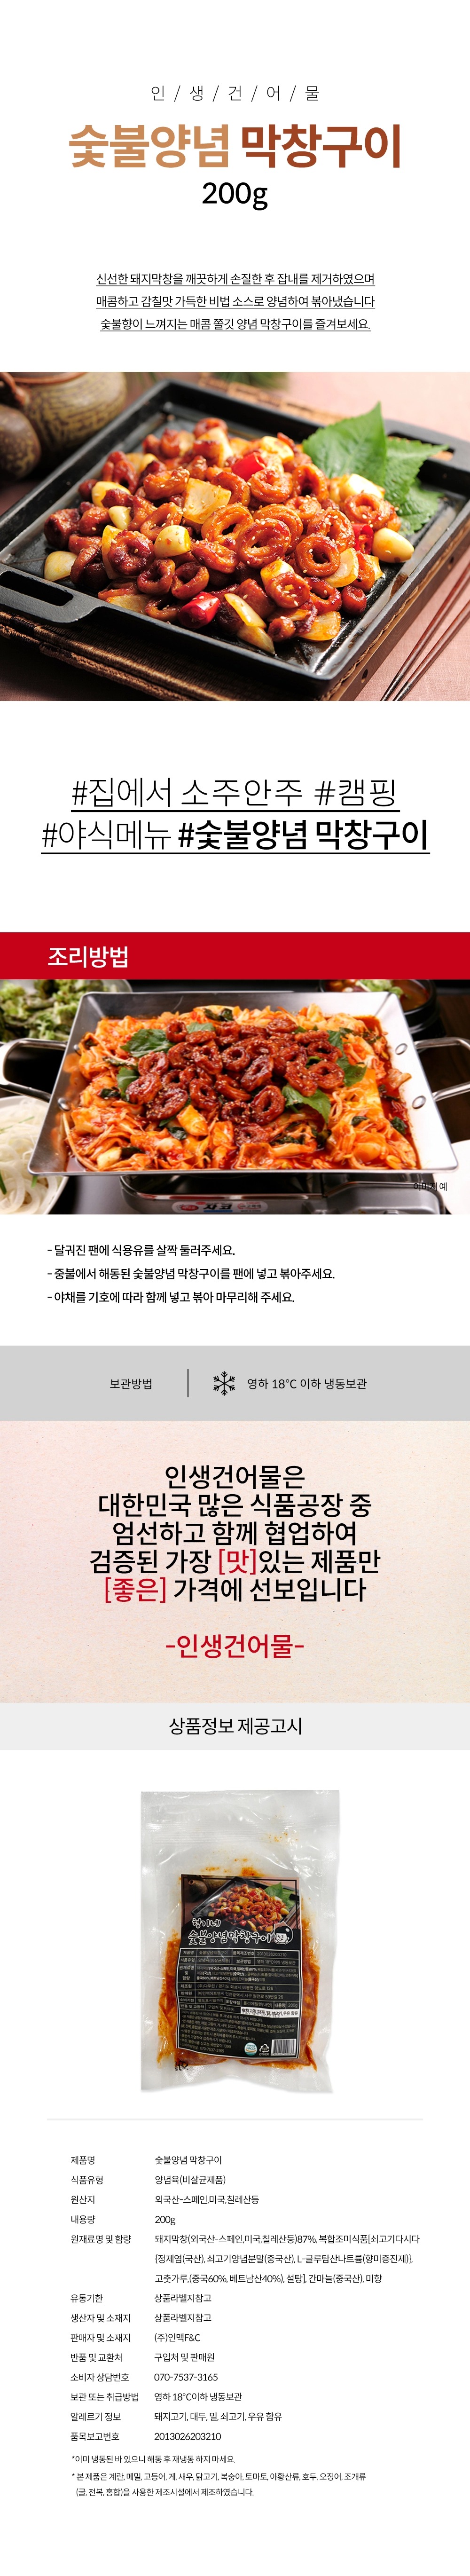 인 / 생 / 건 / 어 / 물
숯불양념 막창구이
200g
신선한 돼지막창을 깨끗하게 손질한 후 잡내를 제거하였으며
매콤하고 감칠맛 가득한 비법 소스로 양념하여 볶아냈습니다
숯불향이 느껴지는 매콤 쫄깃 양념 막창구이를 즐겨보세요.
#집에서 소주안주 #캠핑
#야식메뉴 #숯불양념 막창구이
조리방법
- 달궈진 팬에 식용유를 살짝 둘러주세요.
- 중불에서 해동된 숯불양념 막창구이를 팬에 넣고 볶아주세요.
- 야채를 기호에 따라 함께 넣고 볶아 마무리해 주세요.
보관방법
영하 18°C 이하 냉동보관
인생건어물은
대한민국 많은 식품공장 중
엄선하고 함께 협업하여
검증된 가장 [맛]있는 제품만
[좋은] 가격에 선보입니다
-인생건어물-
상품정보 제공고시
숯불양념막창구이
제품명 숯불양념 막창구이
식품유형 양념육(비살균제품)
원산지 외국산-스페인,미국,칠레산등
내용량 200g
원재료명 및 함량 돼지막창(외국산-스페인,미국,칠레산등)87%, 복합조미식품[쇠고기다시다
{정제염(국산), 쇠고기양념분말(중국산), L-글루탐산나트륨(향미증진제)},
고춧가루,(중국60%, 베트남산40%), 설탕], 간마늘(중국산), 미향
유통기한 상품라벨지참고
생산자 및 소재지 상품라벨지참고
판매자 및 소재지 (주)인맥F&C
반품 및 교환처 구입처 및 판매원
소비자 상담번호 070-7537-3165
보관 또는 취급방법 영하 18°C이하 냉동보관
알레르기 정보 돼지고기, 대두, 밀, 쇠고기, 우유 함유
품목보고번호 2013026203210
*이미 냉동된 바 있으니 해동 후 재냉동 하지 마세요.
* 본 제품은 계란, 메밀, 고등어, 게, 새우, 닭고기, 복숭아, 토마토, 아황산류, 호두, 오징어, 조개류
(굴, 전복, 홍합)을 사용한 제조시설에서 제조하였습니다.